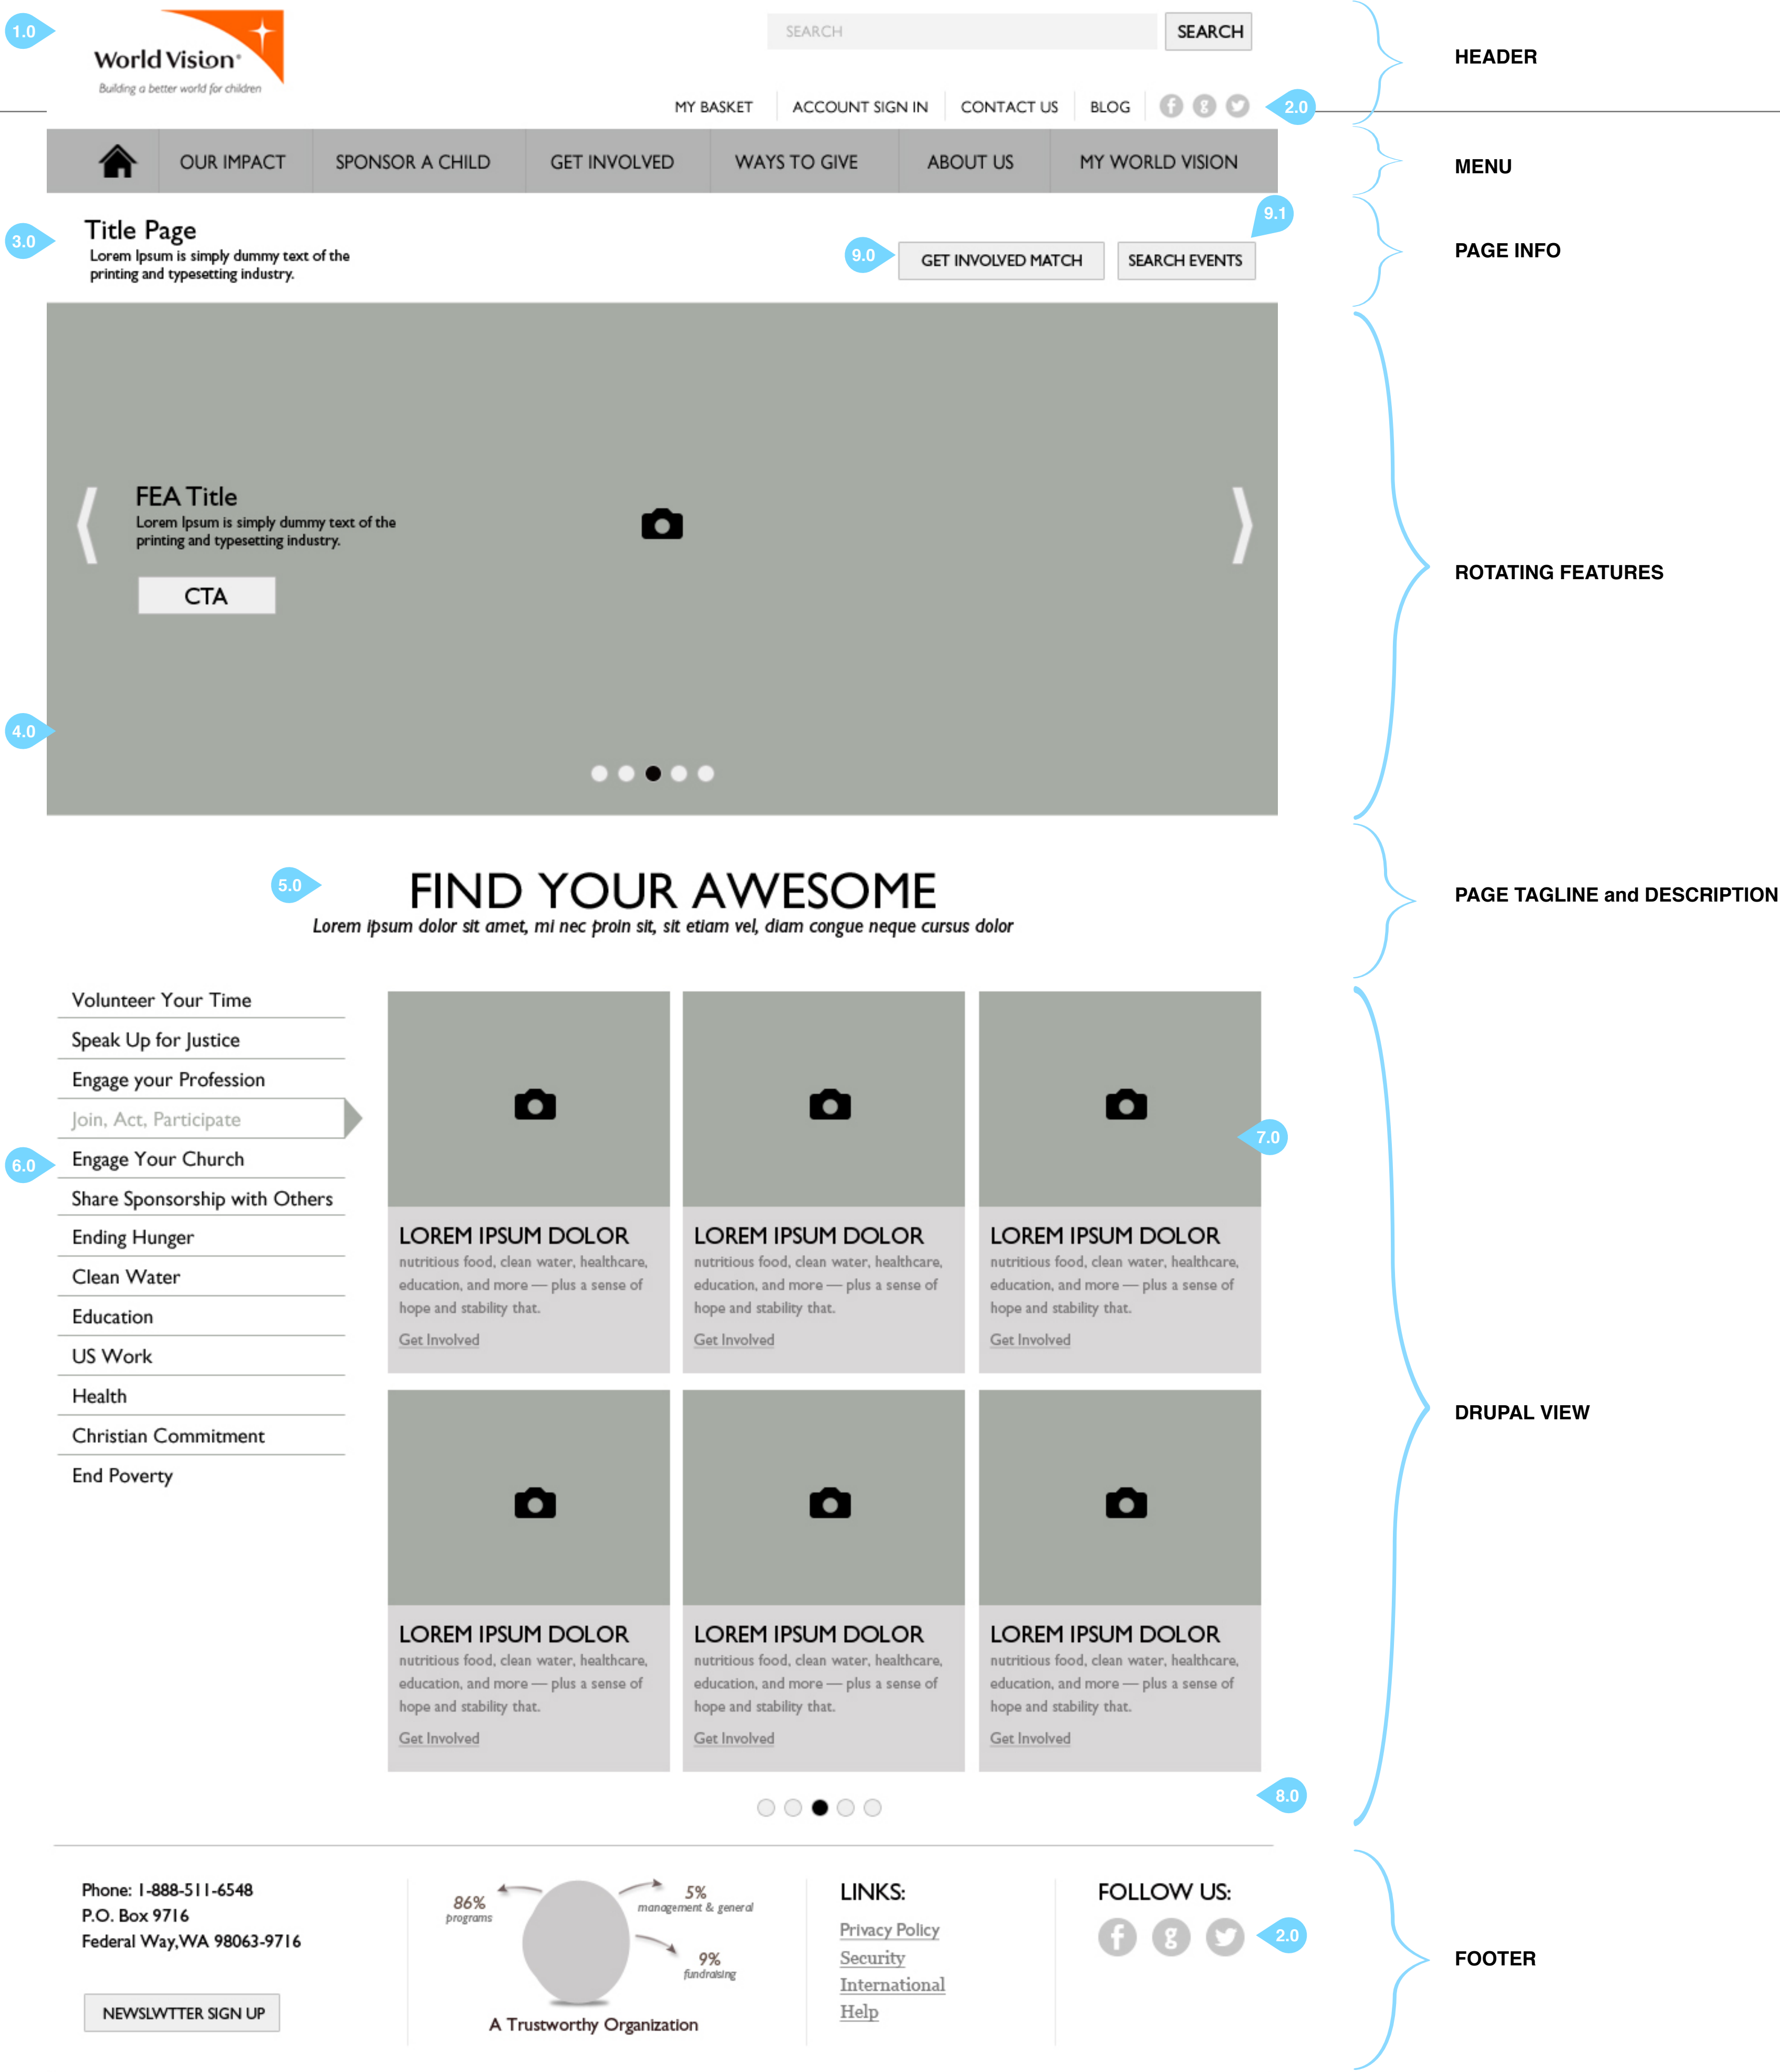 1.0
World Vision®
Building a better world for children
SEARCH
SEARCH
HEADER
MY BASKET
ACCOUNT SIGN IN
CONTACT US
BLOG
f
g
2.0
OUR IMPACT
SPONSOR A CHILD
GET INVOLVED
WAYS TO GIVE
ABOUT US
MY WORLD VISION
MENU
3.0
Title Page
Lorem Ipsum is simply dummy text of the
printing and typesetting industry.
9.0
GET INVOLVED MATCH
SEARCH EVENTS
9.1
PAGE INFO
FEA Title
Lorem Ipsum is simply dummy text of the
printing and typesetting industry.
CTA
ROTATING FEATURES
4.0
5.0
FIND YOUR AWESOME
Lorem ipsum dolor sit amet, mi nec proin sit, sit etiam vel, diam congue neque cursus dolor
PAGE TAGLINE and DESCRIPTION
Volunteer Your Time
Speak Up for Justice
Engage your Profession
Join, Act, Participate
6.0
Engage Your Church
Share Sponsorship with Others
Ending Hunger
Clean Water
Education
US Work
Health
Christian Commitment
End Poverty
7.0
LOREM IPSUM DOLOR
nutritious food, clean water, healthcare,
education, and more — plus a sense of
hope and stability that.
Get Involved
LOREM IPSUM DOLOR
nutritious food, clean water, healthcare,
education, and more — plus a sense of
hope and stability that.
Get Involved
LOREM IPSUM DOLOR
nutritious food, clean water, healthcare,
education, and more — plus a sense of
hope and stability that.
Get Involved
DRUPAL VIEW
LOREM IPSUM DOLOR
nutritious food, clean water, healthcare,
education, and more — plus a sense of
hope and stability that.
Get Involved
LOREM IPSUM DOLOR
nutritious food, clean water, healthcare,
education, and more — plus a sense of
hope and stability that.
Get Involved
LOREM IPSUM DOLOR
nutritious food, clean water, healthcare,
education, and more — plus a sense of
hope and stability that.
Get Involved
8.0
Phone: 1-888-511-6548
P.O. Box 9716
Federal Way,WA 98063-9716
NEWSLWTTER SIGN UP
86%
programs
5%
management & general
9%
fundraising
A Trustworthy Organization
LINKS:
Privacy Policy
Security
International
Help
FOLLOW US:
f
g
2.0
FOOTER